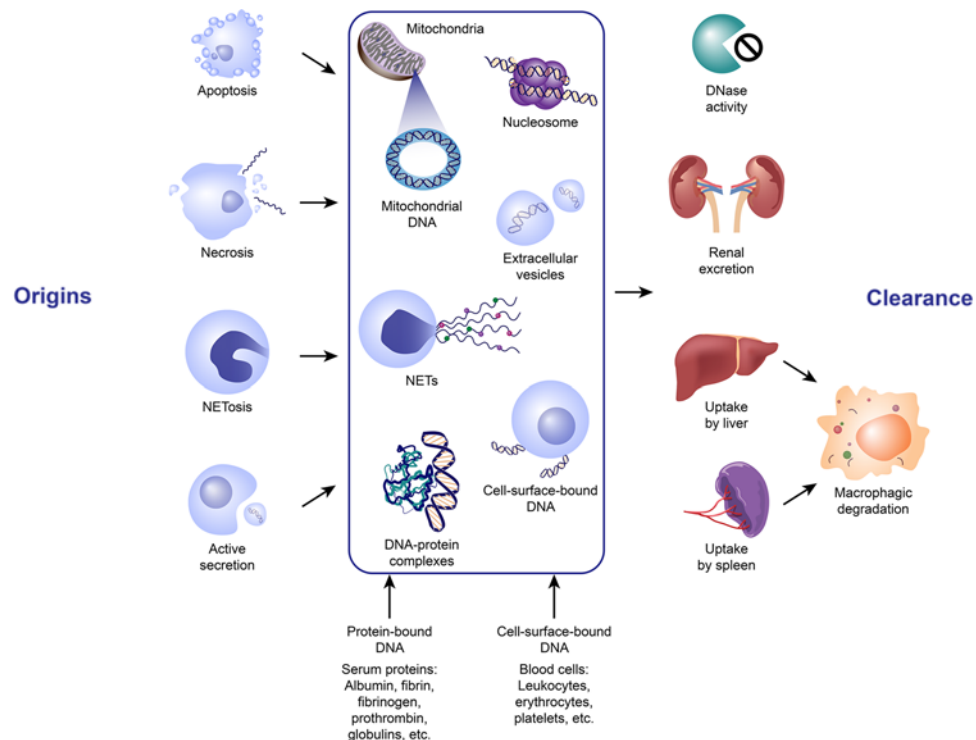 Origins
Apoptosis
Necrosis
NETosis
Active
secretion
Mitochondria
Nucleosome
Mitochondrial
DNA
Extracellular
vesicles
NETs
Cell-surface-bound
DNA
DNA-protein
complexes
Protein-bound
DNA
Serum proteins:
Albumin, fibrin,
fibrinogen,
prothrombin,
globulins, etc.
Cell-surface-bound
DNA
Blood cells:
Leukocytes,
erythrocytes,
platelets, etc.
DNase
activity
Renal
excretion
Uptake
by liver
Uptake
by spleen
Macrophagic
degradation
Clearance